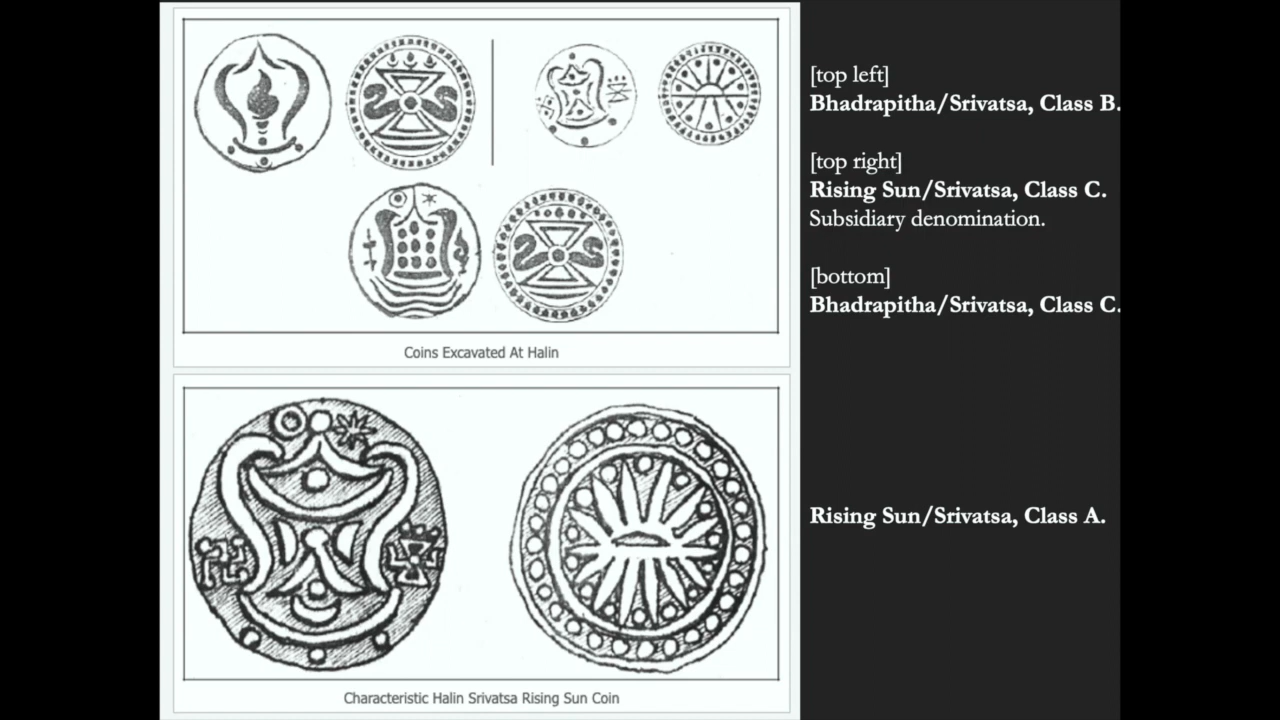 [top left]
Bhadrapitha/Srivatsa, Class B.
[top right]
Rising Sun/Srivatsa, Class C.
Subsidiary denomination.
[bottom]
Bhadrapitha/Srivatsa, Class C.
Coins Excavated At Halin
Rising Sun/Srivatsa, Class A.
Characteristic Halin Srivatsa Rising Sun Coin